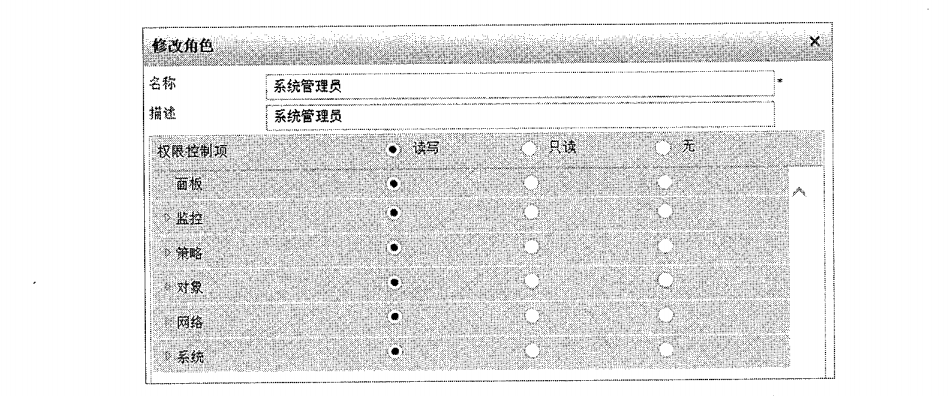 修改角色 ×
名称 系统管理员 *
描述 系统管理员
权限控制项 读写 只读 无
面板
监控
策略
对象
网络
系统